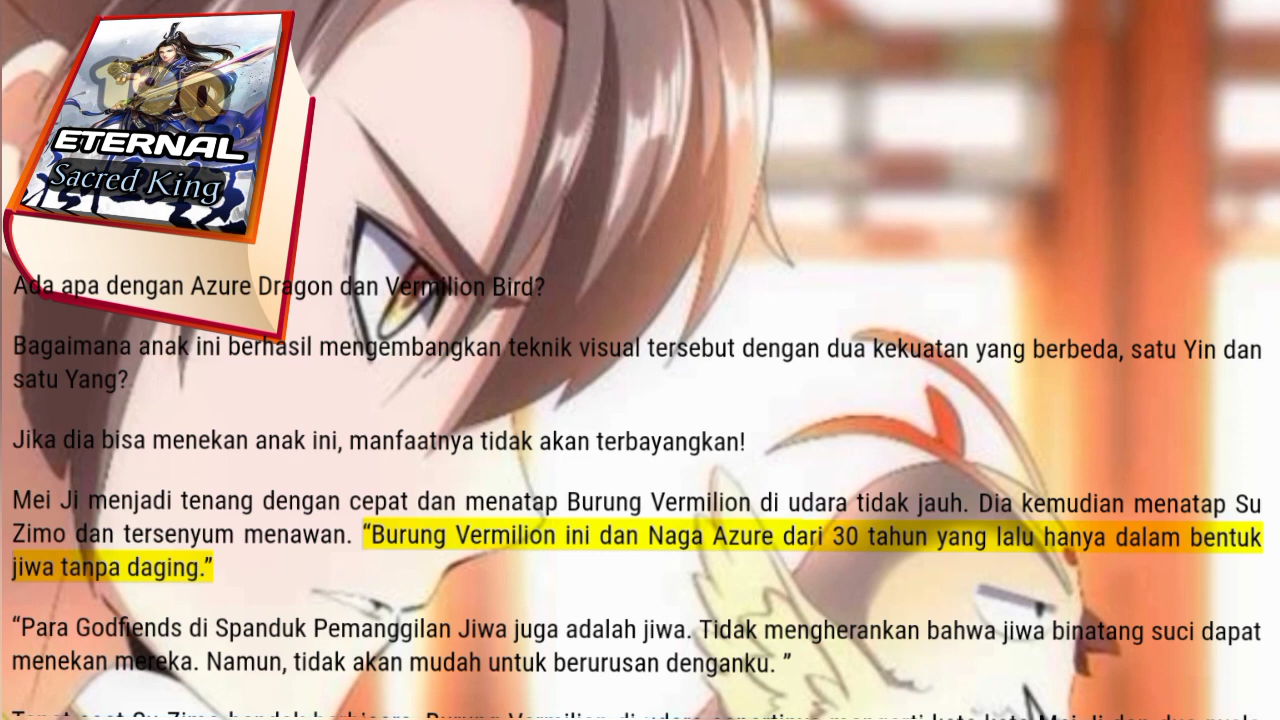 190
ETERNAL
Sacred King
Ada apa dengan Azure Dragon dan Vermilion Bird?
Bagaimana anak ini berhasil mengembangkan teknik visual tersebut dengan dua kekuatan yang berbeda, satu Yin dan
satu Yang?
Jika dia bisa menekan anak ini, manfaatnya tidak akan terbayangkan!
Mei Ji menjadi tenang dengan cepat dan menatap Burung Vermilion di udara tidak jauh. Dia kemudian menatap Su
Zimo dan tersenyum menawan. “Burung Vermilion ini dan Naga Azure dari 30 tahun yang lalu hanya dalam bentuk
jiwa tanpa daging.”
“Para Godfiends di Spanduk Pemanggilan Jiwa juga adalah jiwa. Tidak mengherankan bahwa jiwa binatang suci dapat
menekan mereka. Namun, tidak akan mudah untuk berurusan denganku. ”